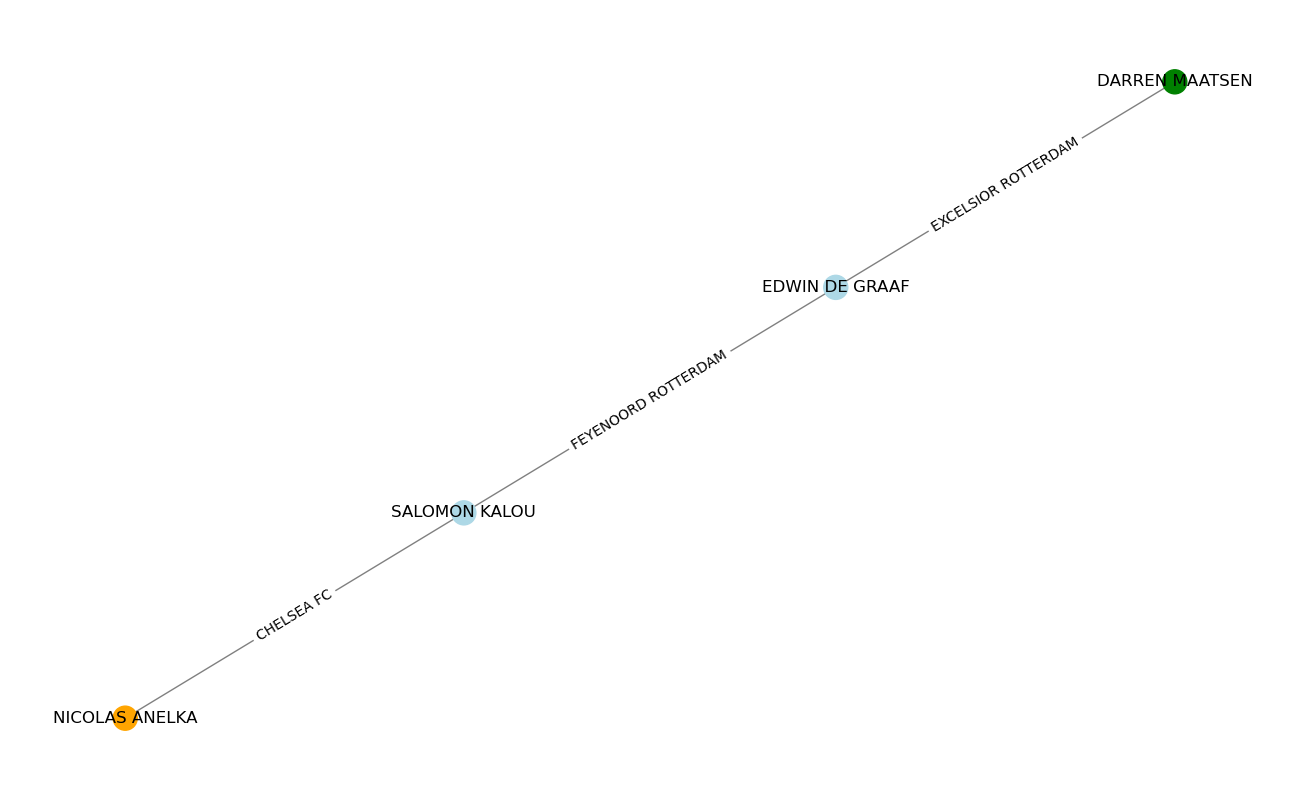 DARREN MAATSEN
EXCELSIOR ROTTERDAM
EDWIN DE GRAAF
FEYENOORD ROTTERDAM
SALOMON KALOU
CHELSEA FC
NICOLAS ANELKA